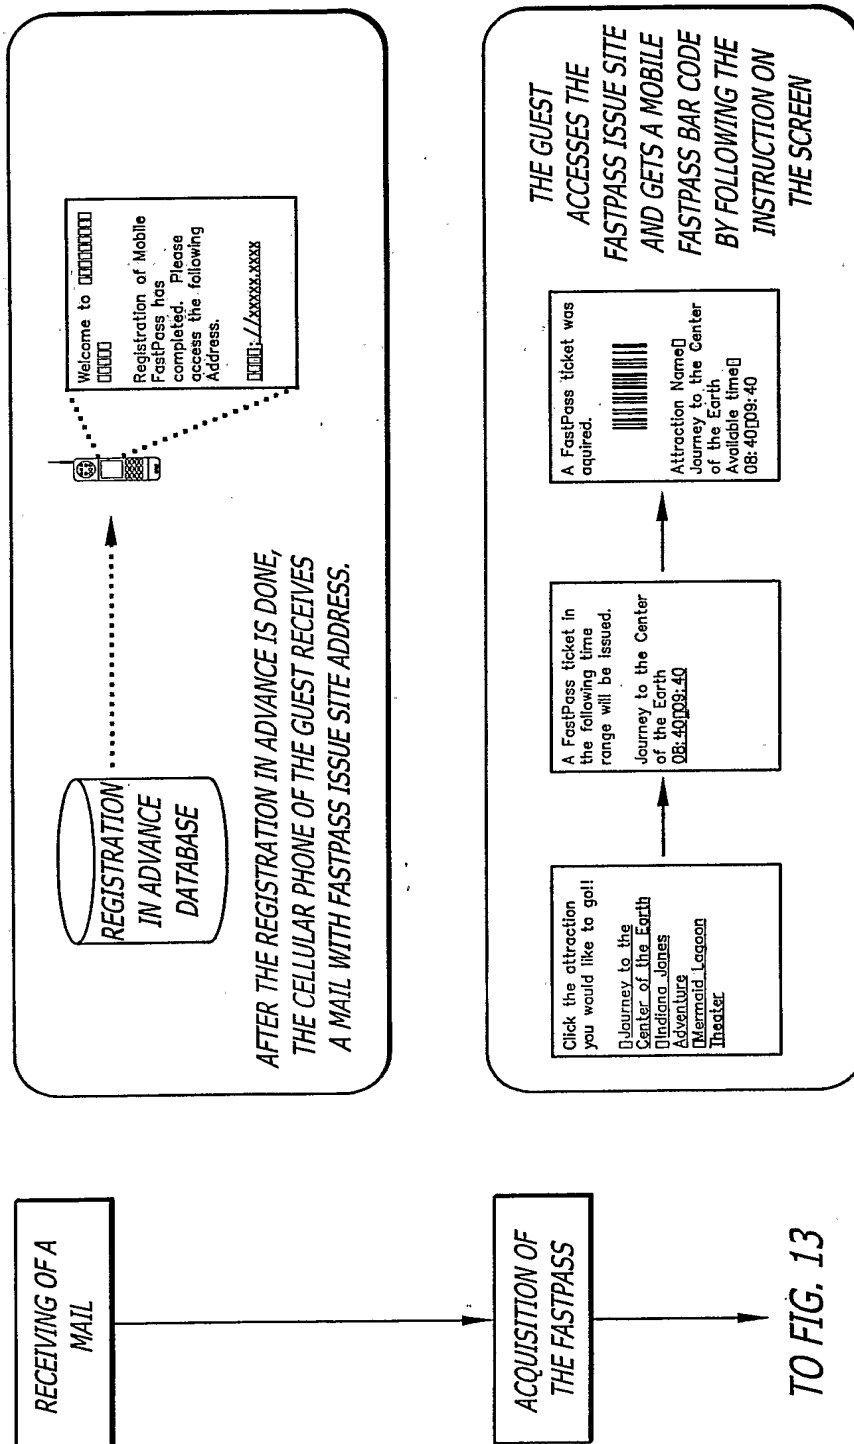 RECEIVING OF A
MAIL
REGISTRATION
IN ADVANCE
DATABASE
Welcome to ▯▯▯▯▯▯▯▯▯
▯▯▯▯▯
Registration of Mobile
FastPass has
completed. Please
access the following
Address.
▯▯▯▯://xxxxx.xxxx
AFTER THE REGISTRATION IN ADVANCE IS DONE,
THE CELLULAR PHONE OF THE GUEST RECEIVES
A MAIL WITH FASTPASS ISSUE SITE ADDRESS.
ACQUISITION OF
THE FASTPASS
Click the attraction
you would like to go!!
▯Journey to the
Center of the Earth
▯Indiana Jones
Adventure
▯Mermaid Lagoon
Theater
A FastPass ticket in
the following time
range will be issued.
Journey to the Center
of the Earth
08:40▯09:40
A FastPass ticket was
aquired.
Attraction Name▯
Journey to the Center
of the Earth
Available time▯
08:40▯09:40
THE GUEST
ACCESSES THE
FASTPASS ISSUE SITE
AND GETS A MOBILE
FASTPASS BAR CODE
BY FOLLOWING THE
INSTRUCTION ON
THE SCREEN
TO FIG. 13